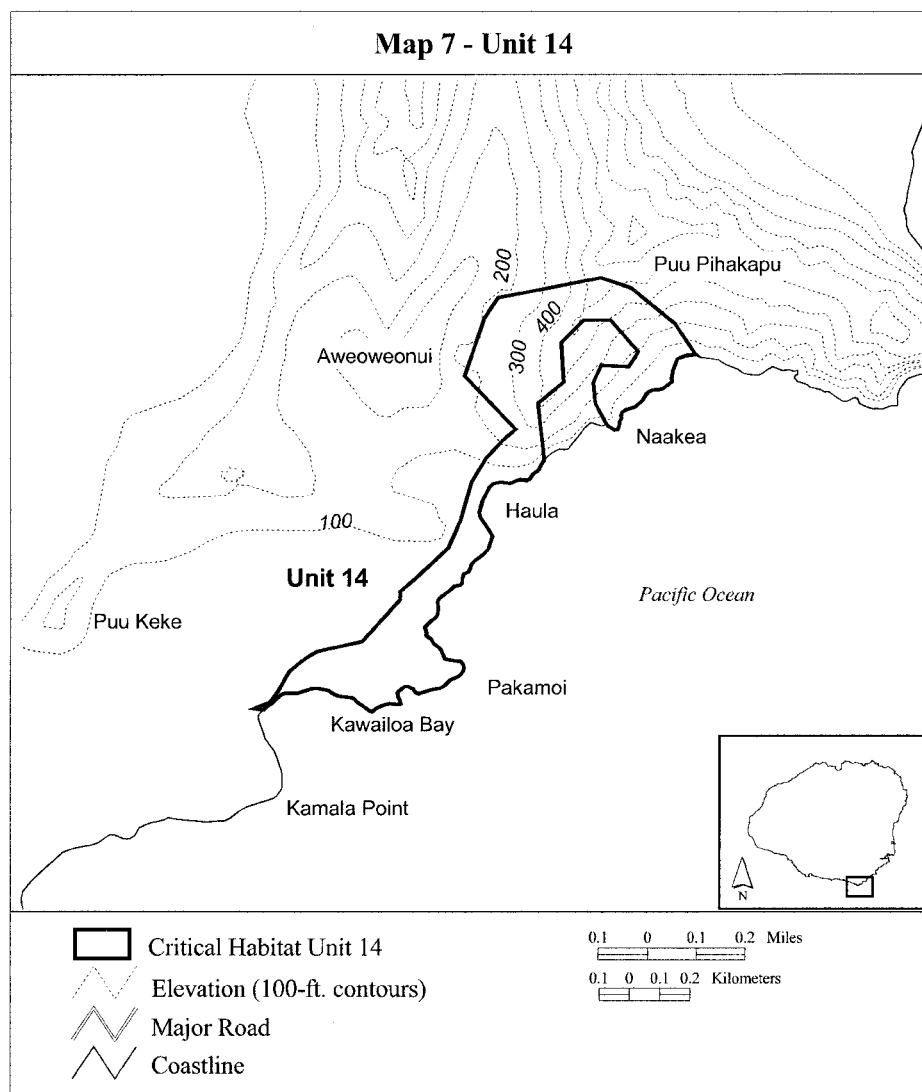 Map 7 - Unit 14
200
Puu Pihakapu
400
Aweoweonui
300
Naakea
Haula
100
Unit 14
Pacific Ocean
Puu Keke
Pakamoi
Kawailoa Bay
Kamala Point
N
Critical Habitat Unit 14
Elevation (100-ft. contours)
Major Road
Coastline
0.1 0 0.1 0.2 Miles
0.1 0 0.1 0.2 Kilometers